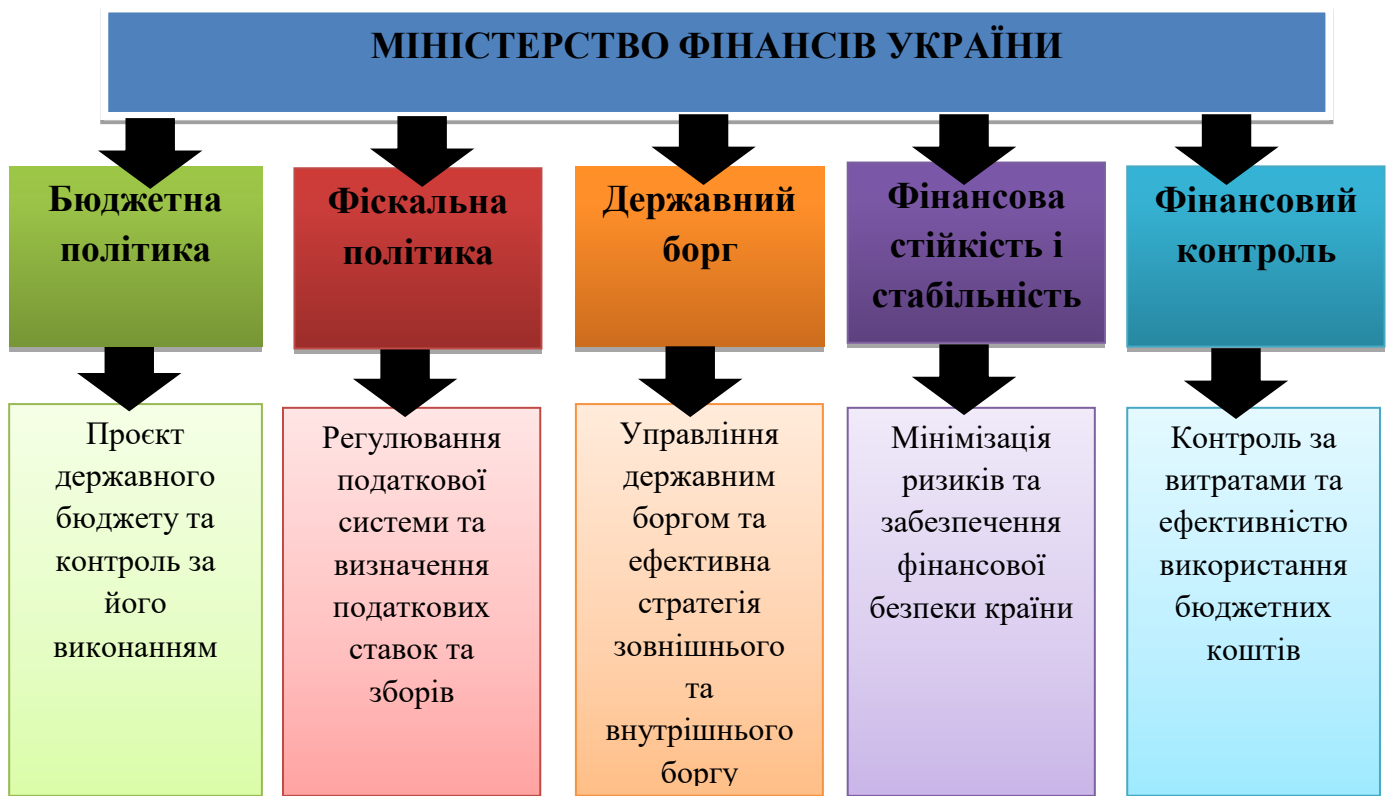 МІНІСТЕРСТВО ФІНАНСІВ УКРАЇНИ
Бюджетна
політика
Фіскальна
політика
Державний
борг
Фінансова
стійкість і
стабільність
Фінансовий
контроль
Проєкт
державного
бюджету та
контроль за
його
виконанням
Регулювання
податкової
системи та
визначення
податкових
ставок та
зборів
Управління
державним
боргом та
ефективна
стратегія
зовнішнього
та
внутрішнього
боргу
Мінімізація
ризиків та
забезпечення
фінансової
безпеки країни
Контроль за
витратами та
ефективністю
використання
бюджетних
коштів